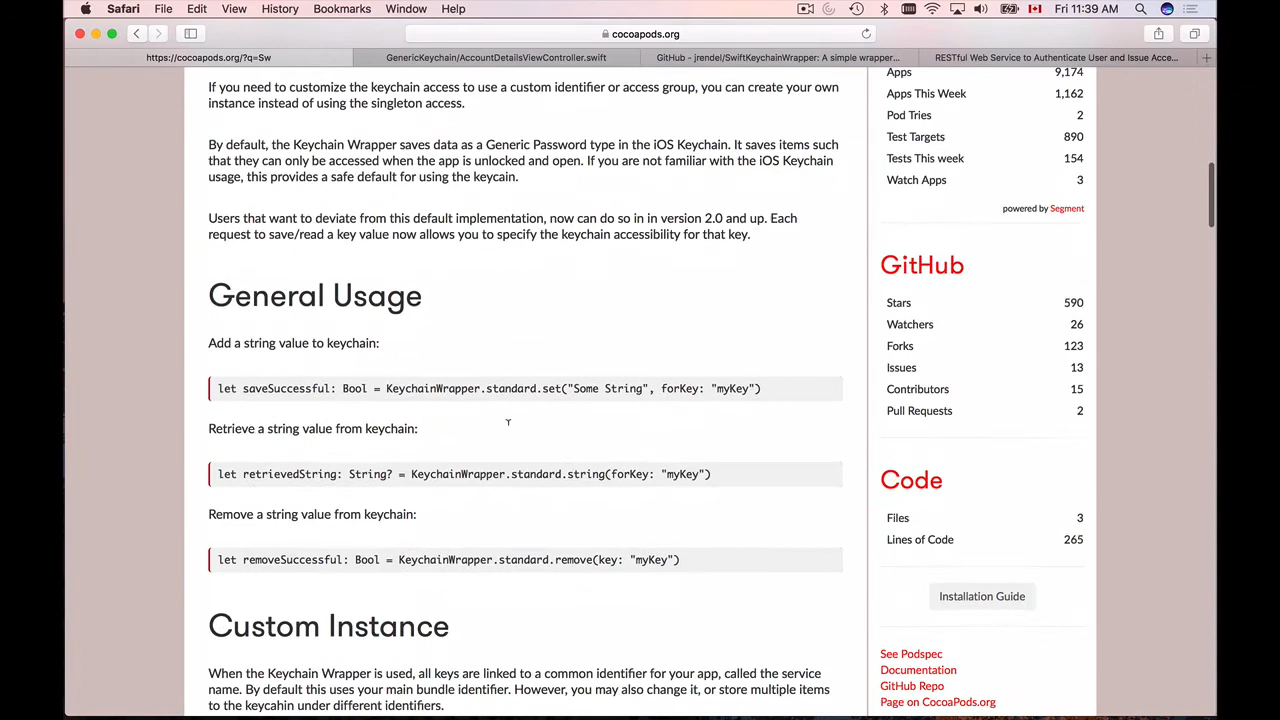 Safari File Edit View History Bookmarks Window Help Fri 11:39 AM
cocoapods.org
https://cocoapods.org/?q=Sw GenericKeychain/AccountDetailsViewController.swift GitHub - jrendel/SwiftKeychainWrapper: A simple wrapper... RESTful Web Service to Authenticate User and Issue Acce...
If you need to customize the keychain access to use a custom identifier or access group, you can create your own
instance instead of using the singleton access.
By default, the Keychain Wrapper saves data as a Generic Password type in the iOS Keychain. It saves items such
that they can only be accessed when the app is unlocked and open. If you are not familiar with the iOS Keychain
usage, this provides a safe default for using the keycain.
Users that want to deviate from this default implementation, now can do so in in version 2.0 and up. Each
request to save/read a key value now allows you to specify the keychain accessibility for that key.
General Usage
Add a string value to keychain:
let saveSuccessful: Bool = KeychainWrapper.standard.set("Some String", forKey: "myKey")
Retrieve a string value from keychain:
let retrievedString: String? = KeychainWrapper.standard.string(forKey: "myKey")
Remove a string value from keychain:
let removeSuccessful: Bool = KeychainWrapper.standard.remove(key: "myKey")
Custom Instance
When the Keychain Wrapper is used, all keys are linked to a common identifier for your app, called the service
name. By default this uses your main bundle identifier. However, you may also change it, or store multiple items
to the keycahin under different identifiers.
Apps 9,174
Apps This Week 1,162
Pod Tries 2
Test Targets 890
Tests This week 154
Watch Apps 3
powered by Segment
GitHub
Stars 590
Watchers 26
Forks 123
Issues 13
Contributors 15
Pull Requests 2
Code
Files 3
Lines of Code 265
Installation Guide
See Podspec
Documentation
GitHub Repo
Page on CocoaPods.org